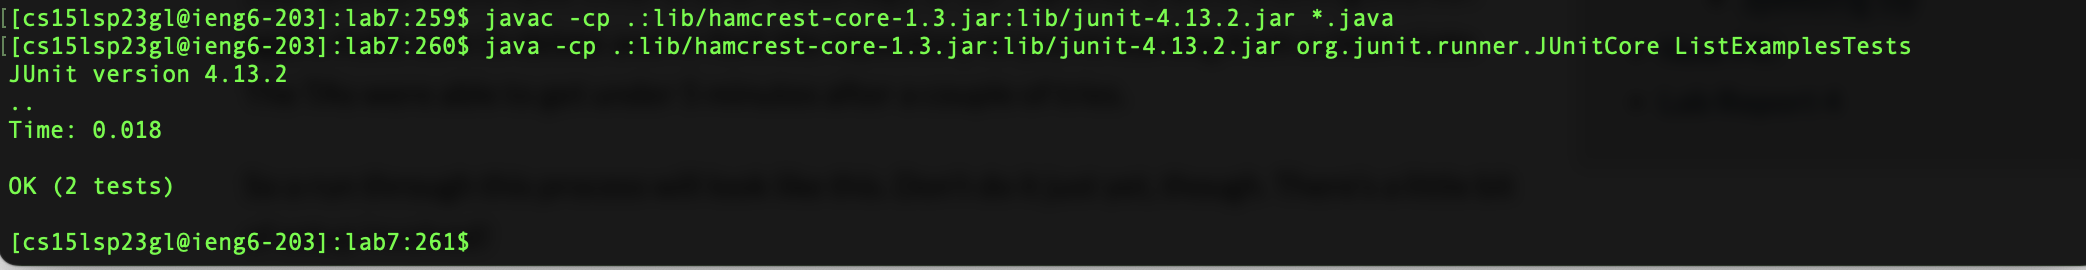 [[cs15lsp23gl@ieng6-203]:lab7:259$ javac -cp .:lib/hamcrest-core-1.3.jar:lib/junit-4.13.2.jar *.java
[[cs15lsp23gl@ieng6-203]:lab7:260$ java -cp .:lib/hamcrest-core-1.3.jar:lib/junit-4.13.2.jar org.junit.runner.JUnitCore ListExamplesTests
JUnit version 4.13.2
..
Time: 0.018
OK (2 tests)
[cs15lsp23gl@ieng6-203]:lab7:261$